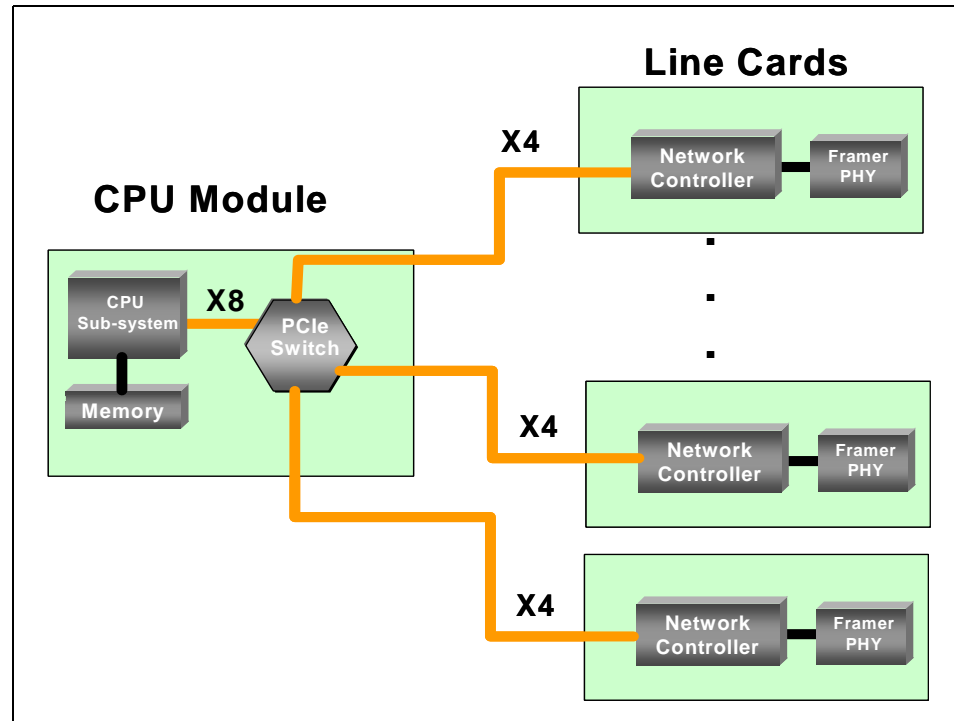 Line Cards
X4
Network
Controller
Framer
PHY
CPU Module
CPU
Sub-system
X8
PCIe
Switch
Memory
X4
Network
Controller
Framer
PHY
X4
Network
Controller
Framer
PHY